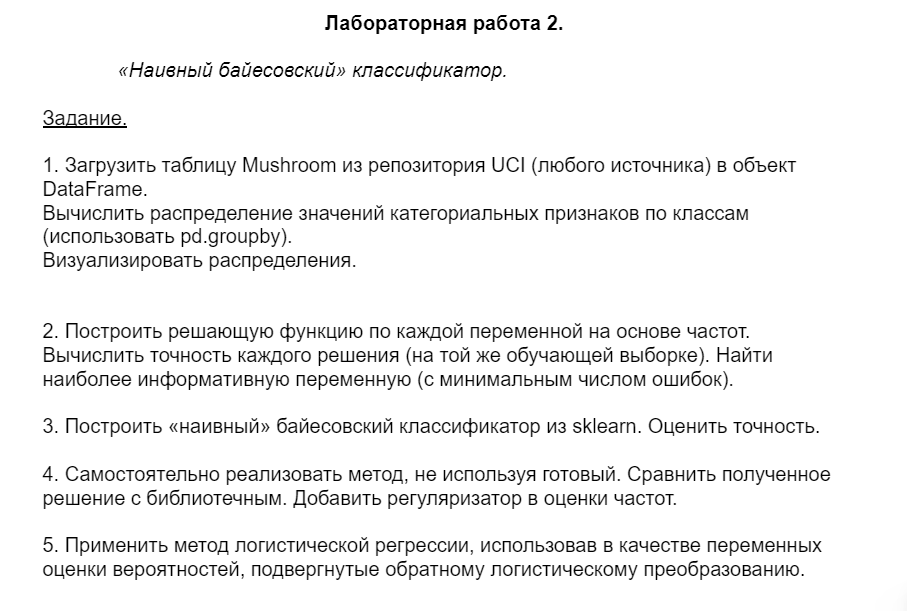 Лабораторная работа 2.
«Наивный байесовский» классификатор.
Задание.
1. Загрузить таблицу Mushroom из репозитория UCI (любого источника) в объект
DataFrame.
Вычислить распределение значений категориальных признаков по классам
(использовать pd.groupby).
Визуализировать распределения.
2. Построить решающую функцию по каждой переменной на основе частот.
Вычислить точность каждого решения (на той же обучающей выборке). Найти
наиболее информативную переменную (с минимальным числом ошибок).
3. Построить «наивный» байесовский классификатор из sklearn. Оценить точность.
4. Самостоятельно реализовать метод, не используя готовый. Сравнить полученное
решение с библиотечным. Добавить регуляризатор в оценки частот.
5. Применить метод логистической регрессии, использовав в качестве переменных
оценки вероятностей, подвергнутые обратному логистическому преобразованию.